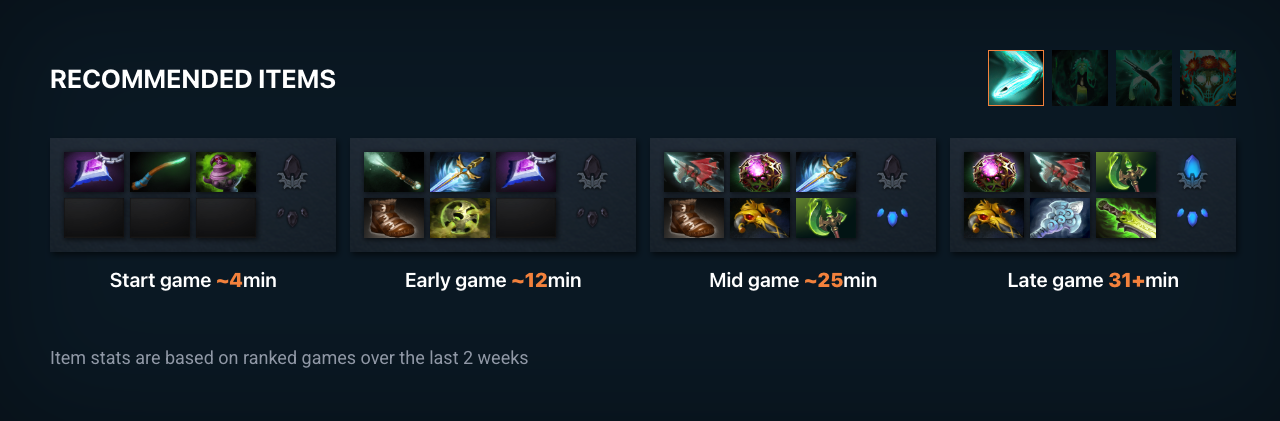 RECOMMENDED ITEMS
Start game ~4min
Early game ~12min
Mid game ~25min
Late game 31+min
Item stats are based on ranked games over the last 2 weeks